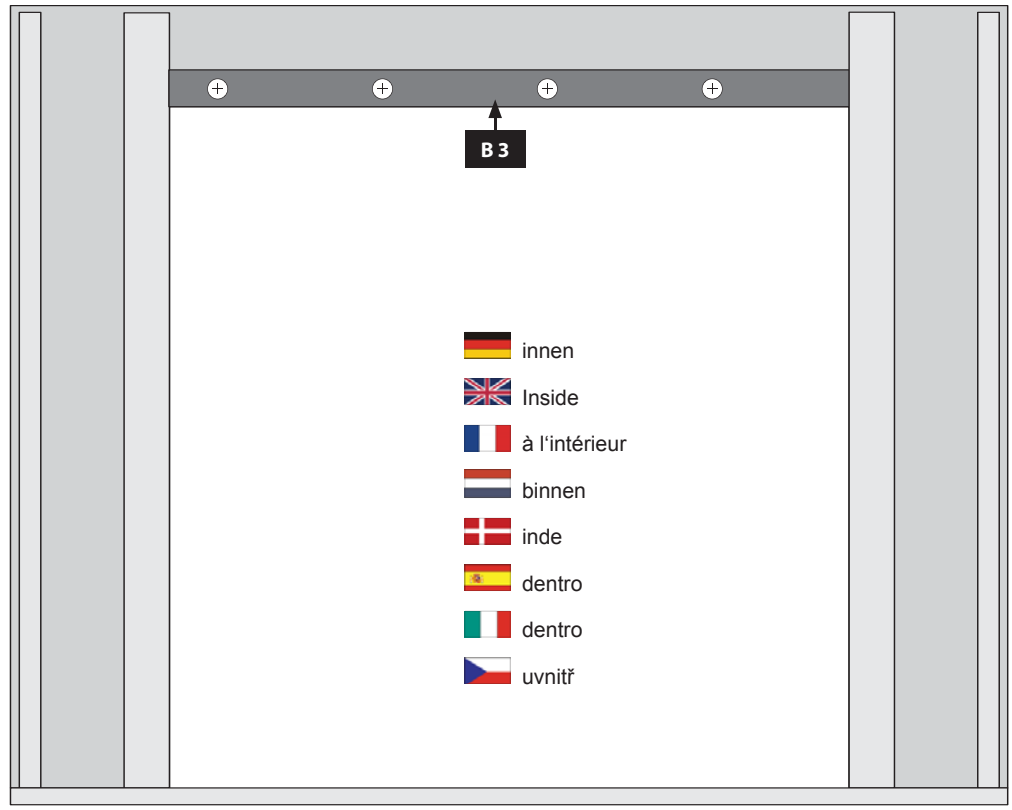 B 3
innen
Inside
à l‘intérieur
binnen
inde
dentro
dentro
uvnitř